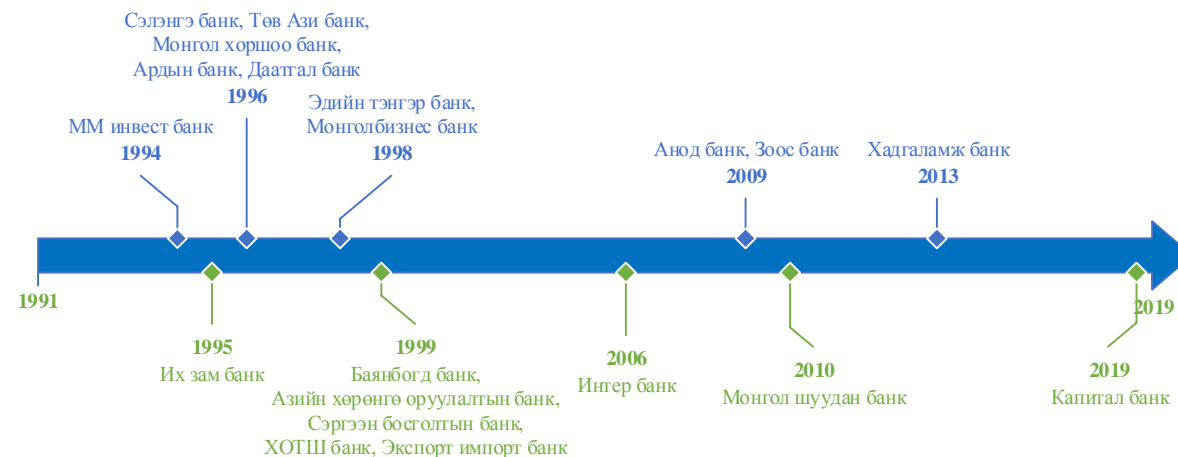 Сэлэнгэ банк, Төв Ази банк,
Монгол хоршоо банк,
Ардын банк, Даатгал банк
1996
ММ инвест банк
1994
Эдийн тэнгэр банк,
Монголбизнес банк
1998
Анод банк, Зоос банк
2009
Хадгаламж банк
2013
1991
2019
1995
Их зам банк
1999
Баянбогд банк,
Азийн хөрөнгө оруулалтын банк,
Сэргээн босголтын банк,
ХОТШ банк, Экспорт импорт банк
2006
Интер банк
2010
Монгол шуудан банк
2019
Капитал банк